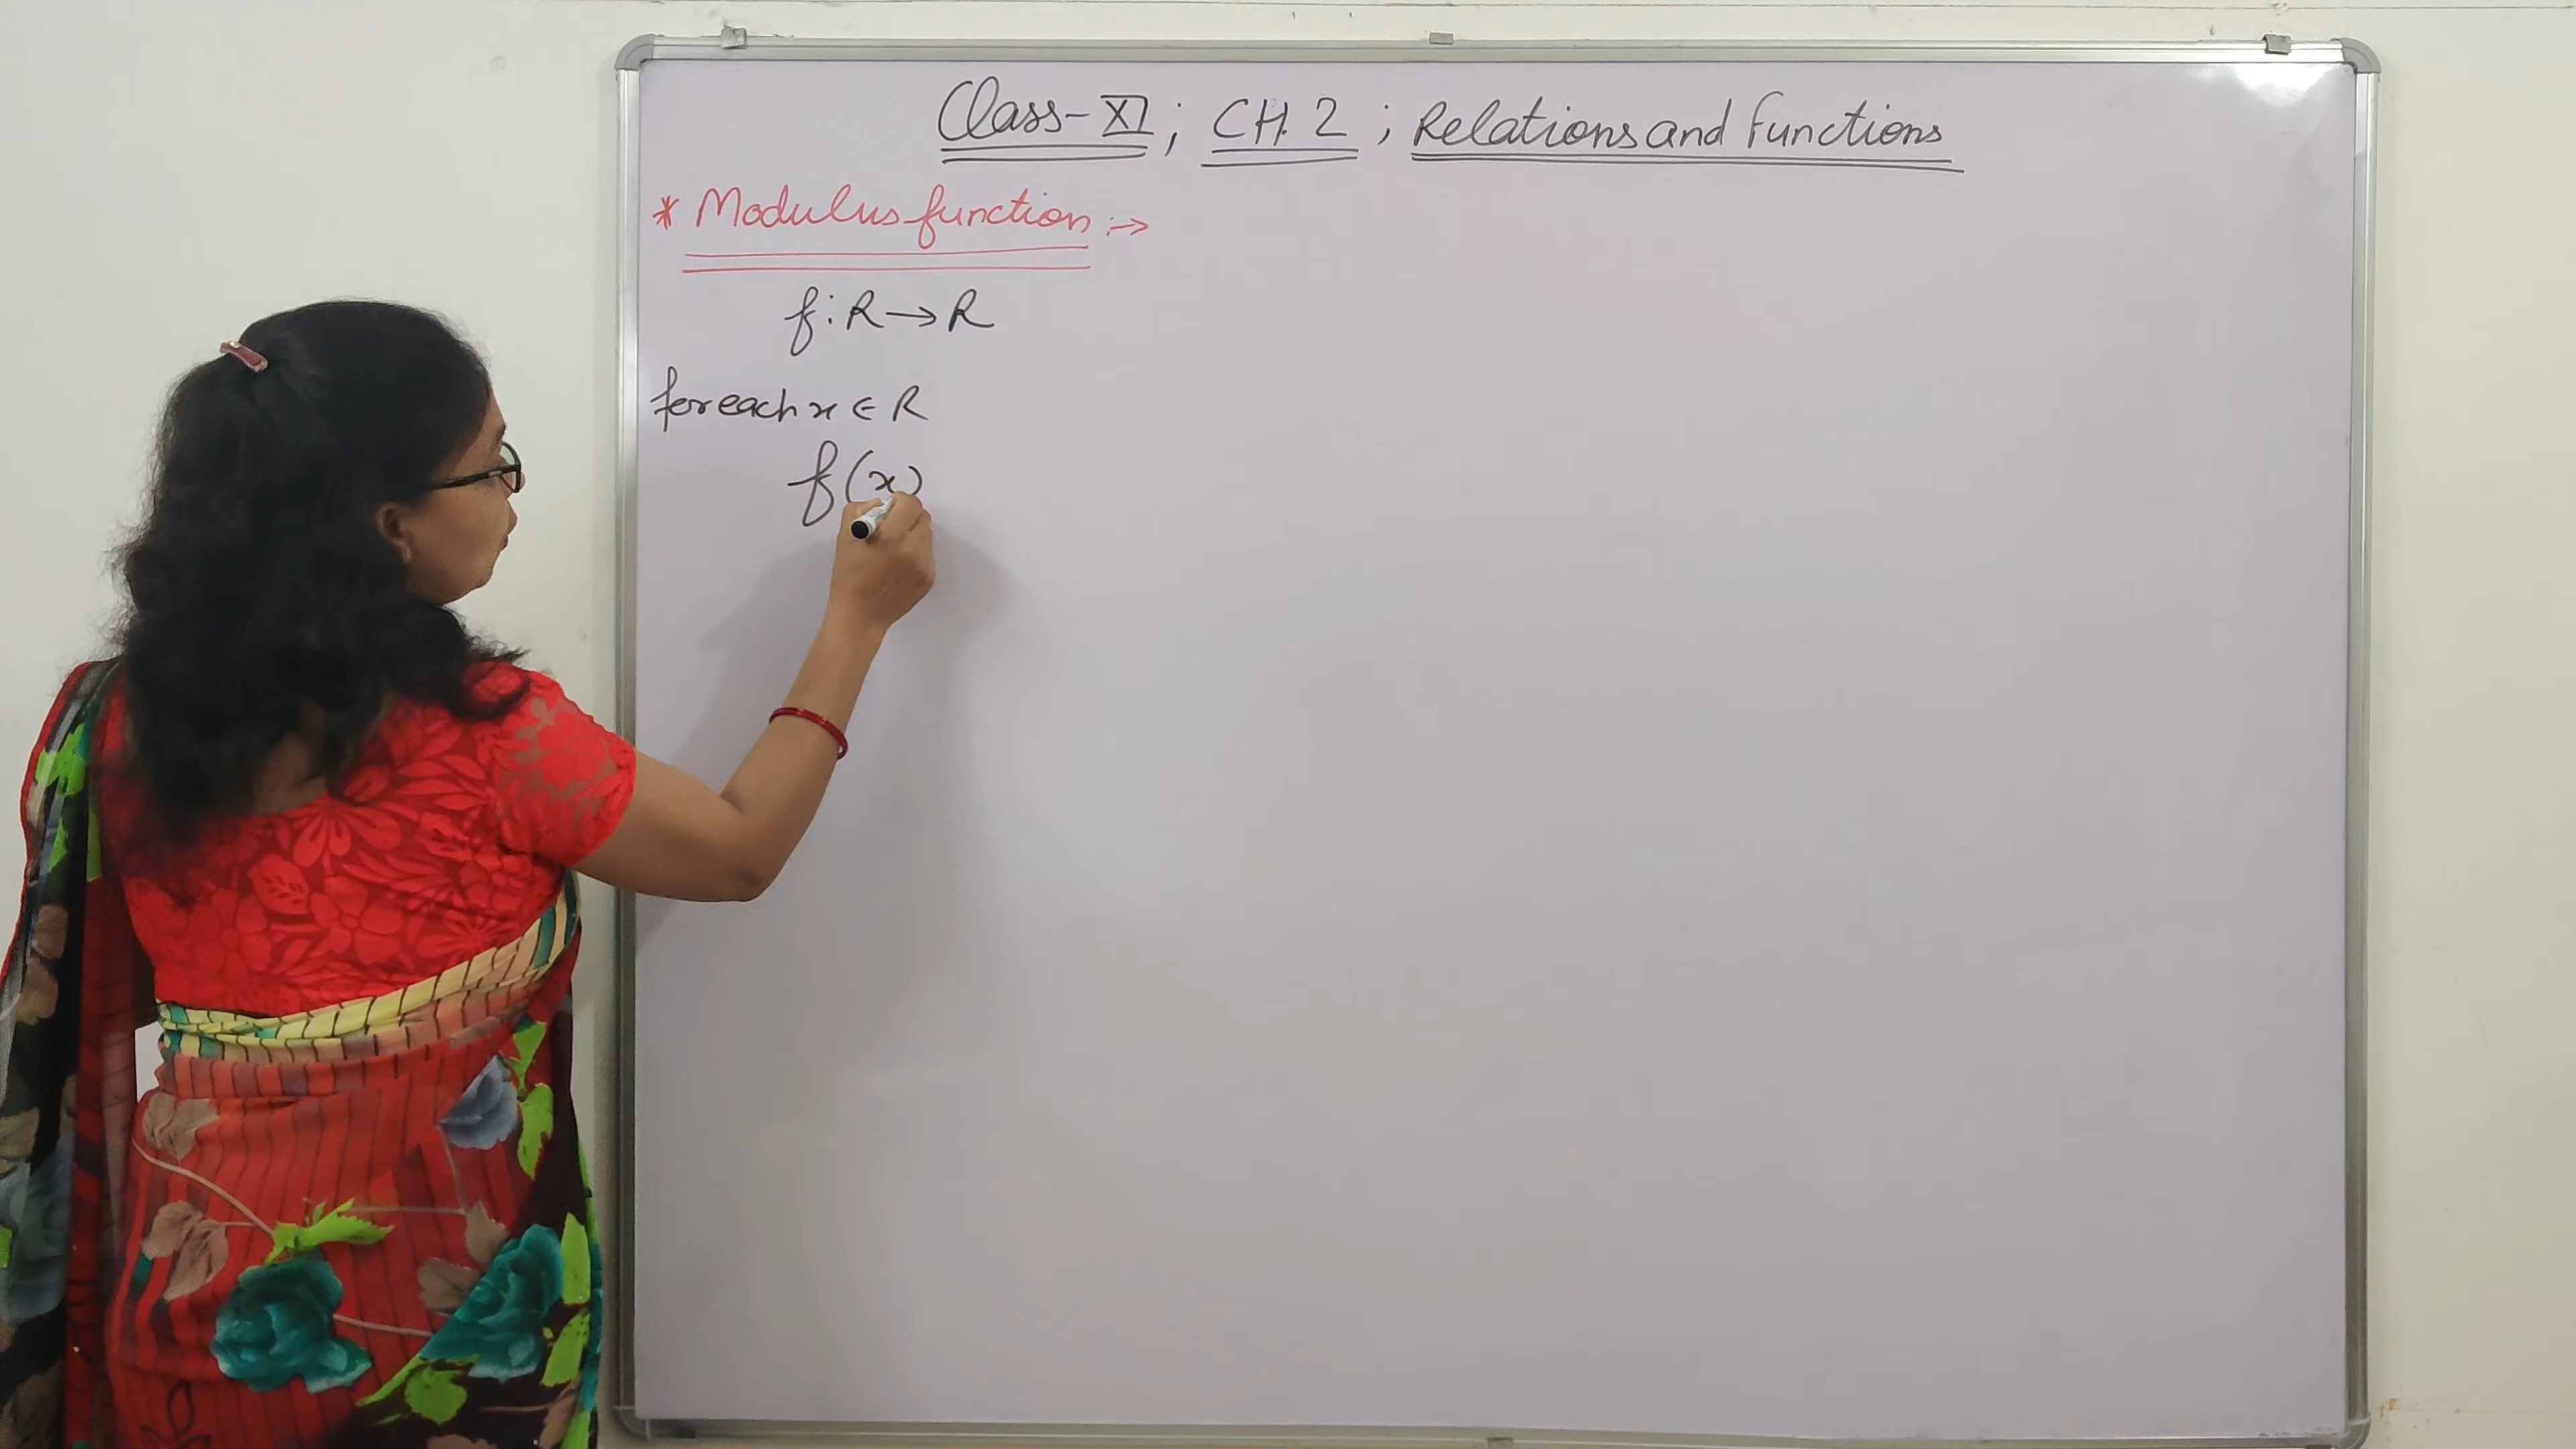 Class-XI; CH. 2; Relations and functions
* Modulus function :→
f: R → R
for each x ∈ R
f(x)